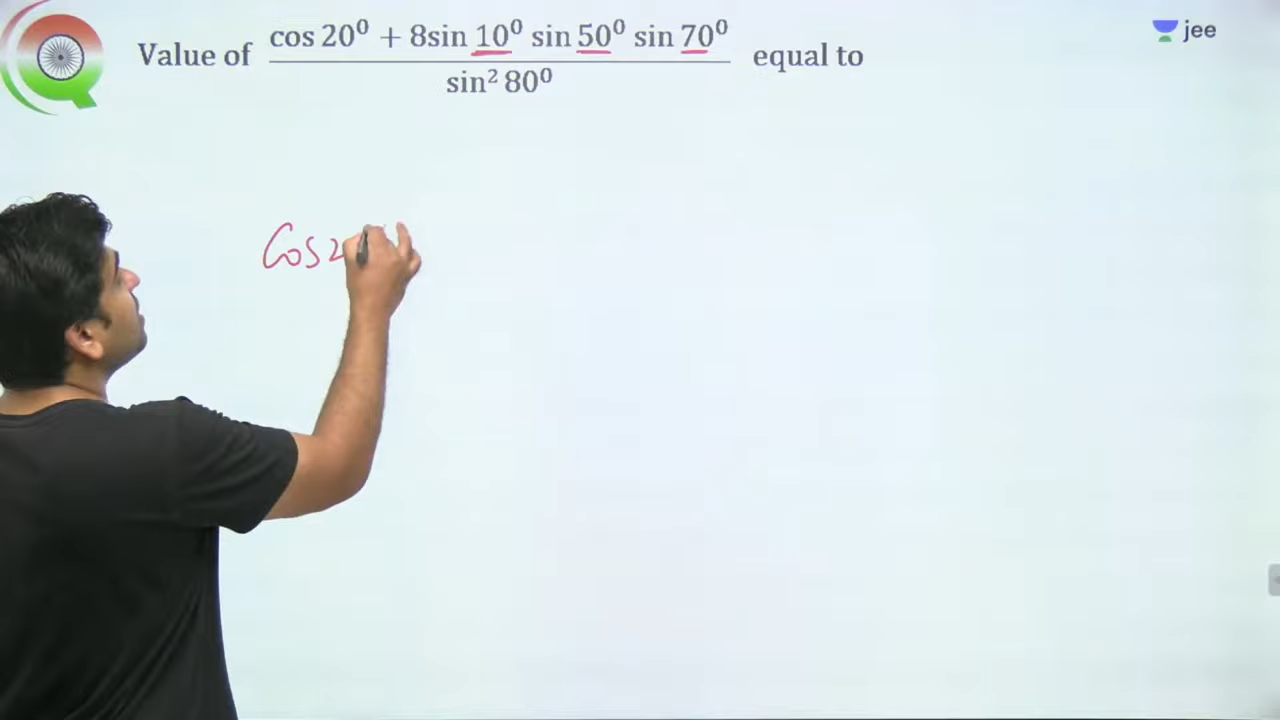 Value of (cos 20⁰ + 8sin 10⁰ sin 50⁰ sin 70⁰) / (sin² 80⁰) equal to
jee
Cos2